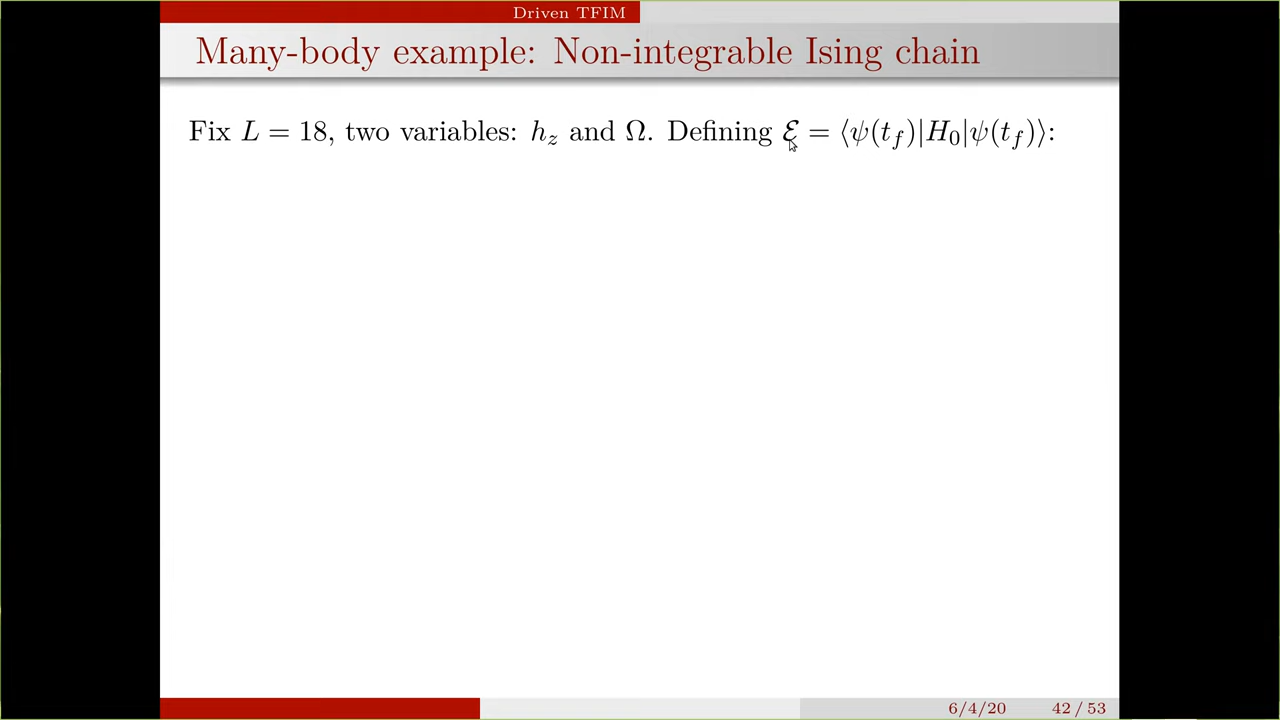 Driven TFIM
Many-body example: Non-integrable Ising chain
Fix L = 18, two variables: h_z and Ω. Defining ℰ = ⟨ψ(t_f)|H_0|ψ(t_f)⟩:
6/4/20 42 / 53